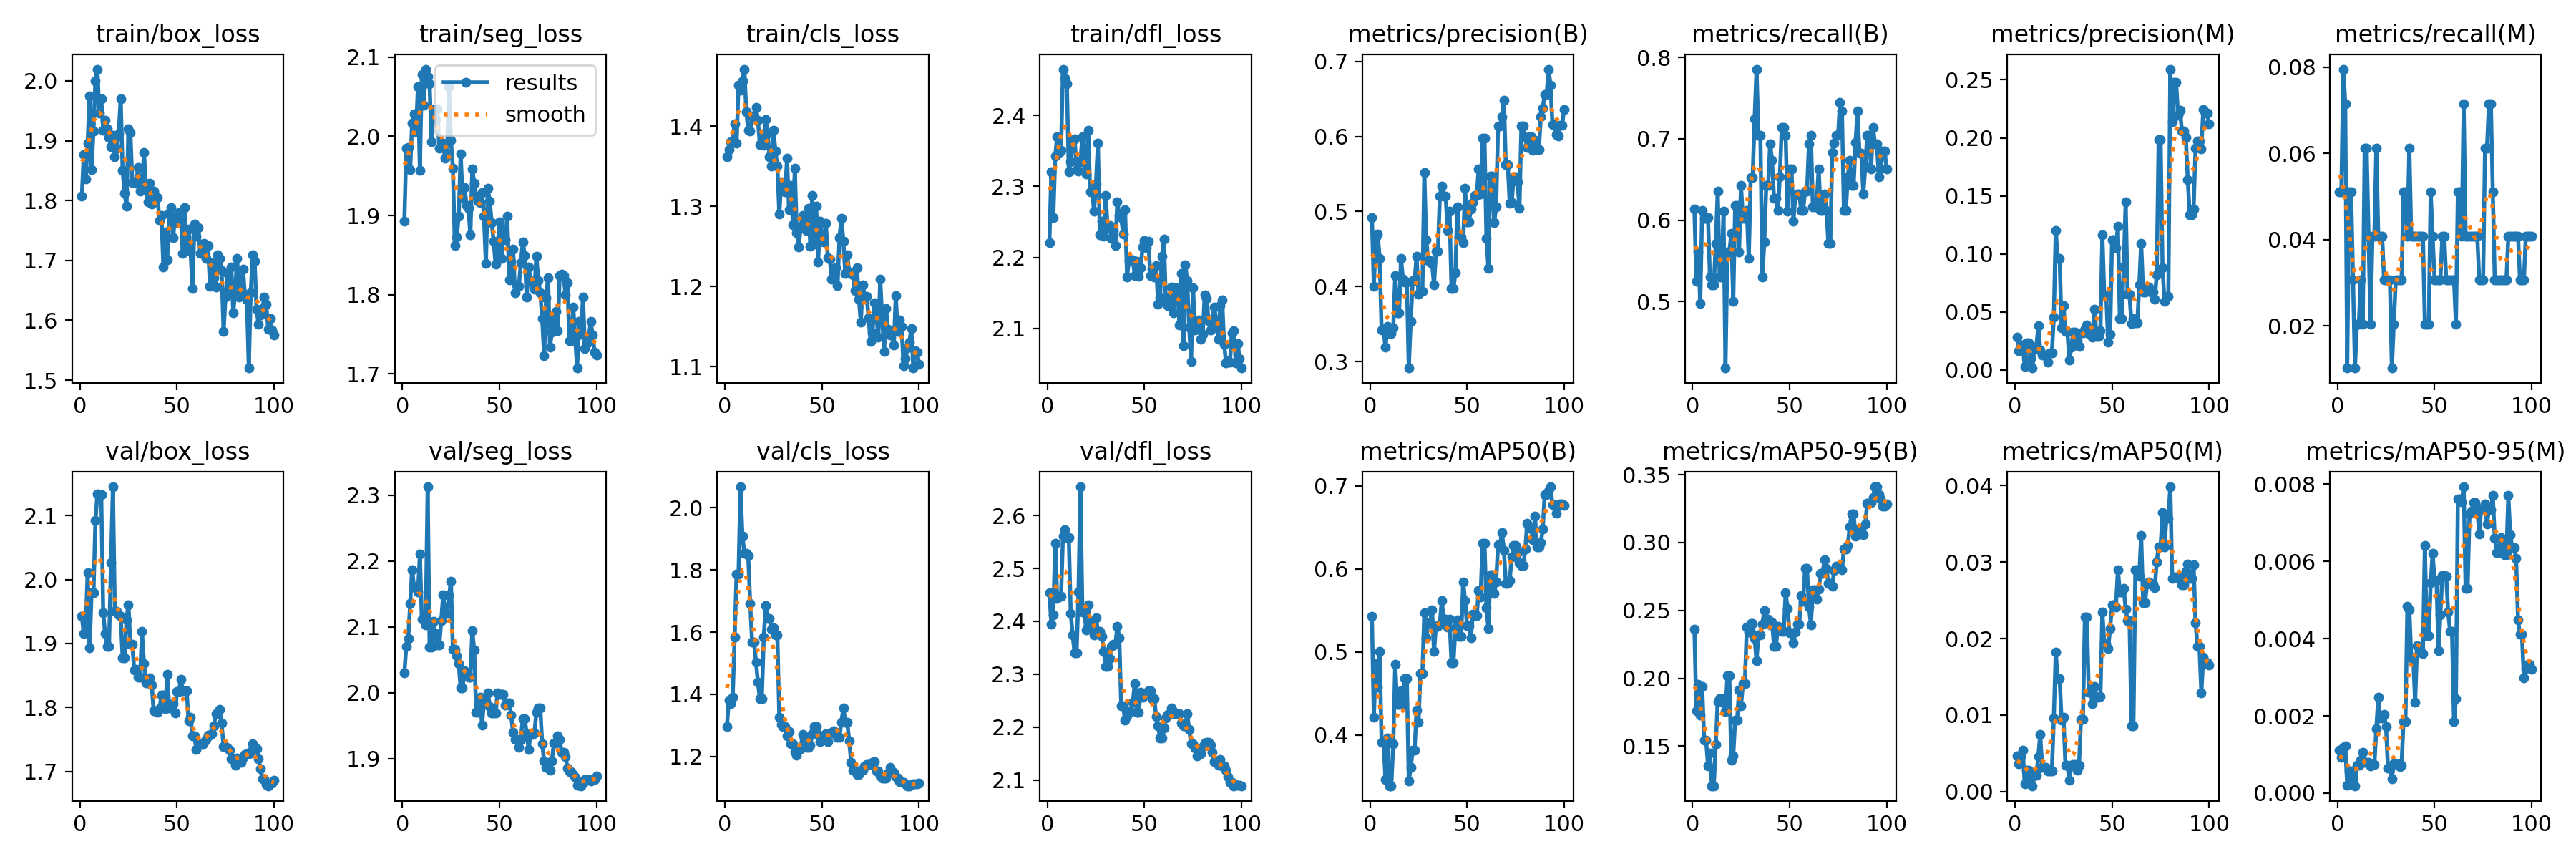 train/box_loss
train/seg_loss
train/cls_loss
train/dfl_loss
metrics/precision(B)
metrics/recall(B)
metrics/precision(M)
metrics/recall(M)
2.0
1.9
1.8
1.7
1.6
1.5
0 50 100
2.1
2.0
1.9
1.8
1.7
results
smooth
0 50 100
1.4
1.3
1.2
1.1
0 50 100
2.4
2.3
2.2
2.1
0 50 100
0.7
0.6
0.5
0.4
0.3
0 50 100
0.8
0.7
0.6
0.5
0 50 100
0.25
0.20
0.15
0.10
0.05
0.00
0 50 100
0.08
0.06
0.04
0.02
0 50 100
val/box_loss
val/seg_loss
val/cls_loss
val/dfl_loss
metrics/mAP50(B)
metrics/mAP50-95(B)
metrics/mAP50(M)
metrics/mAP50-95(M)
2.1
2.0
1.9
1.8
1.7
0 50 100
2.3
2.2
2.1
2.0
1.9
0 50 100
2.0
1.8
1.6
1.4
1.2
0 50 100
2.6
2.5
2.4
2.3
2.2
2.1
0 50 100
0.7
0.6
0.5
0.4
0 50 100
0.35
0.30
0.25
0.20
0.15
0 50 100
0.04
0.03
0.02
0.01
0.00
0 50 100
0.008
0.006
0.004
0.002
0.000
0 50 100